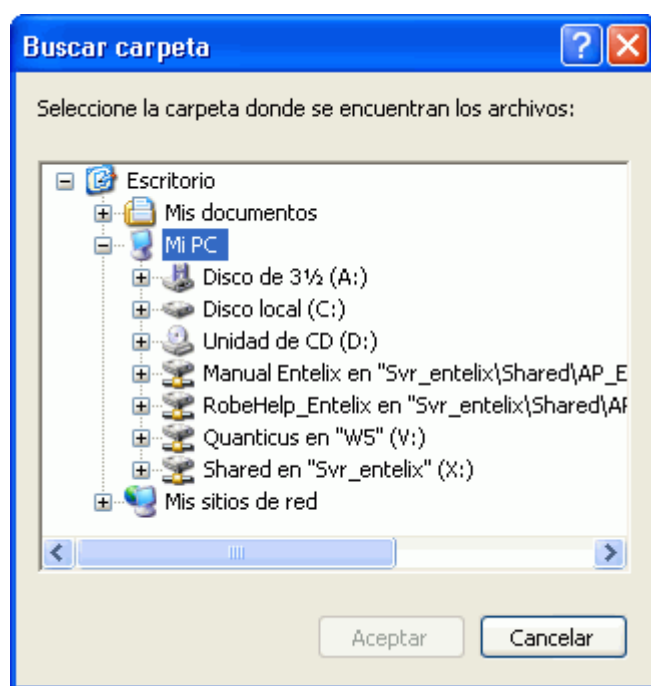 Buscar carpeta
Seleccione la carpeta donde se encuentran los archivos:
Escritorio
Mis documentos
Mi PC
Disco de 3½ (A:)
Disco local (C:)
Unidad de CD (D:)
Manual Entelix en "Svr_entelix\Shared\AP_E
RobeHelp_Entelix en "Svr_entelix\Shared\AF
Quanticus en "W5" (V:)
Shared en "Svr_entelix" (X:)
Mis sitios de red
Aceptar
Cancelar